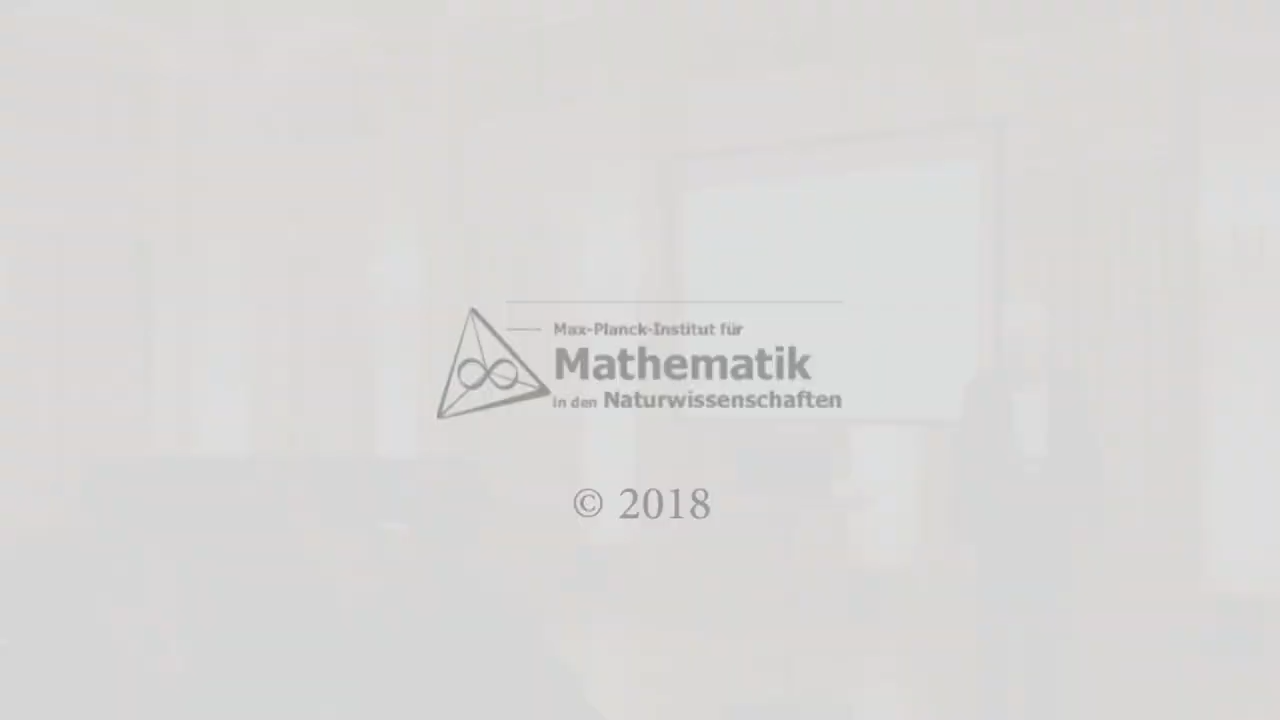 Max-Planck-Institut für
Mathematik
in den Naturwissenschaften
© 2018